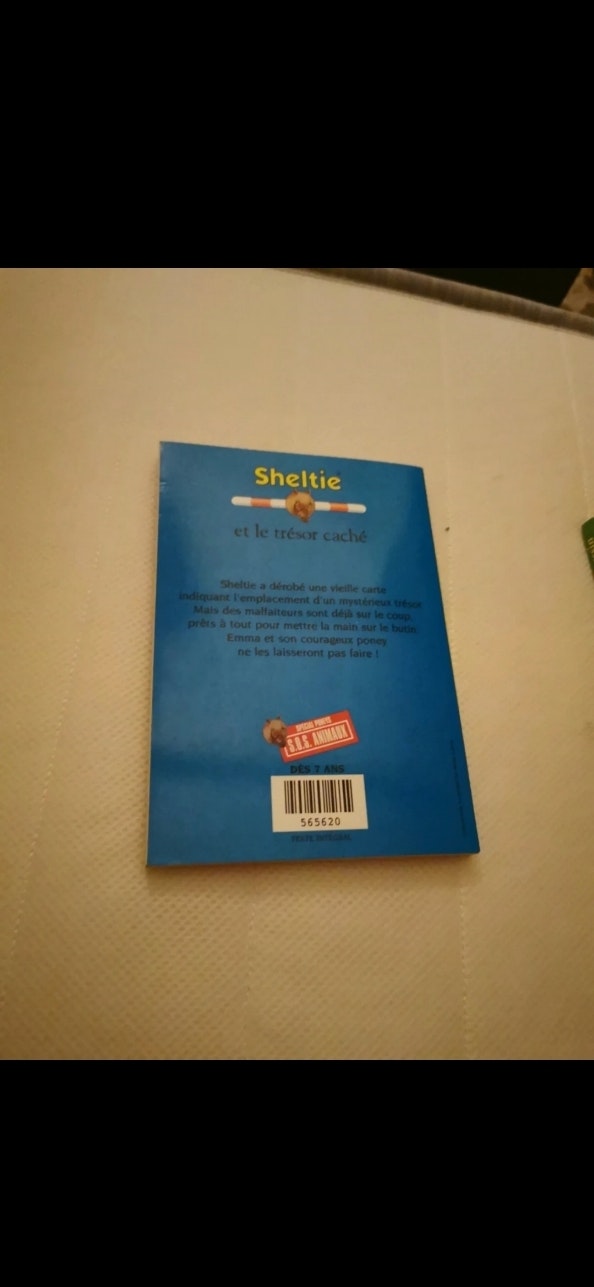 Sheltie
et le trésor caché
Sheltie a dérobé une vieille carte
indiquant l'emplacement d'un mystérieux trésor
Mais des malfaiteurs sont déjà sur le coup,
prêts à tout pour mettre la main sur le butin.
Emma et son courageux poney
ne les laisseront pas faire !
SPÉCIAL PONEYS
S.O.S. ANIMAUX
DÈS 7 ANS
565620
TEXTE INTÉGRAL